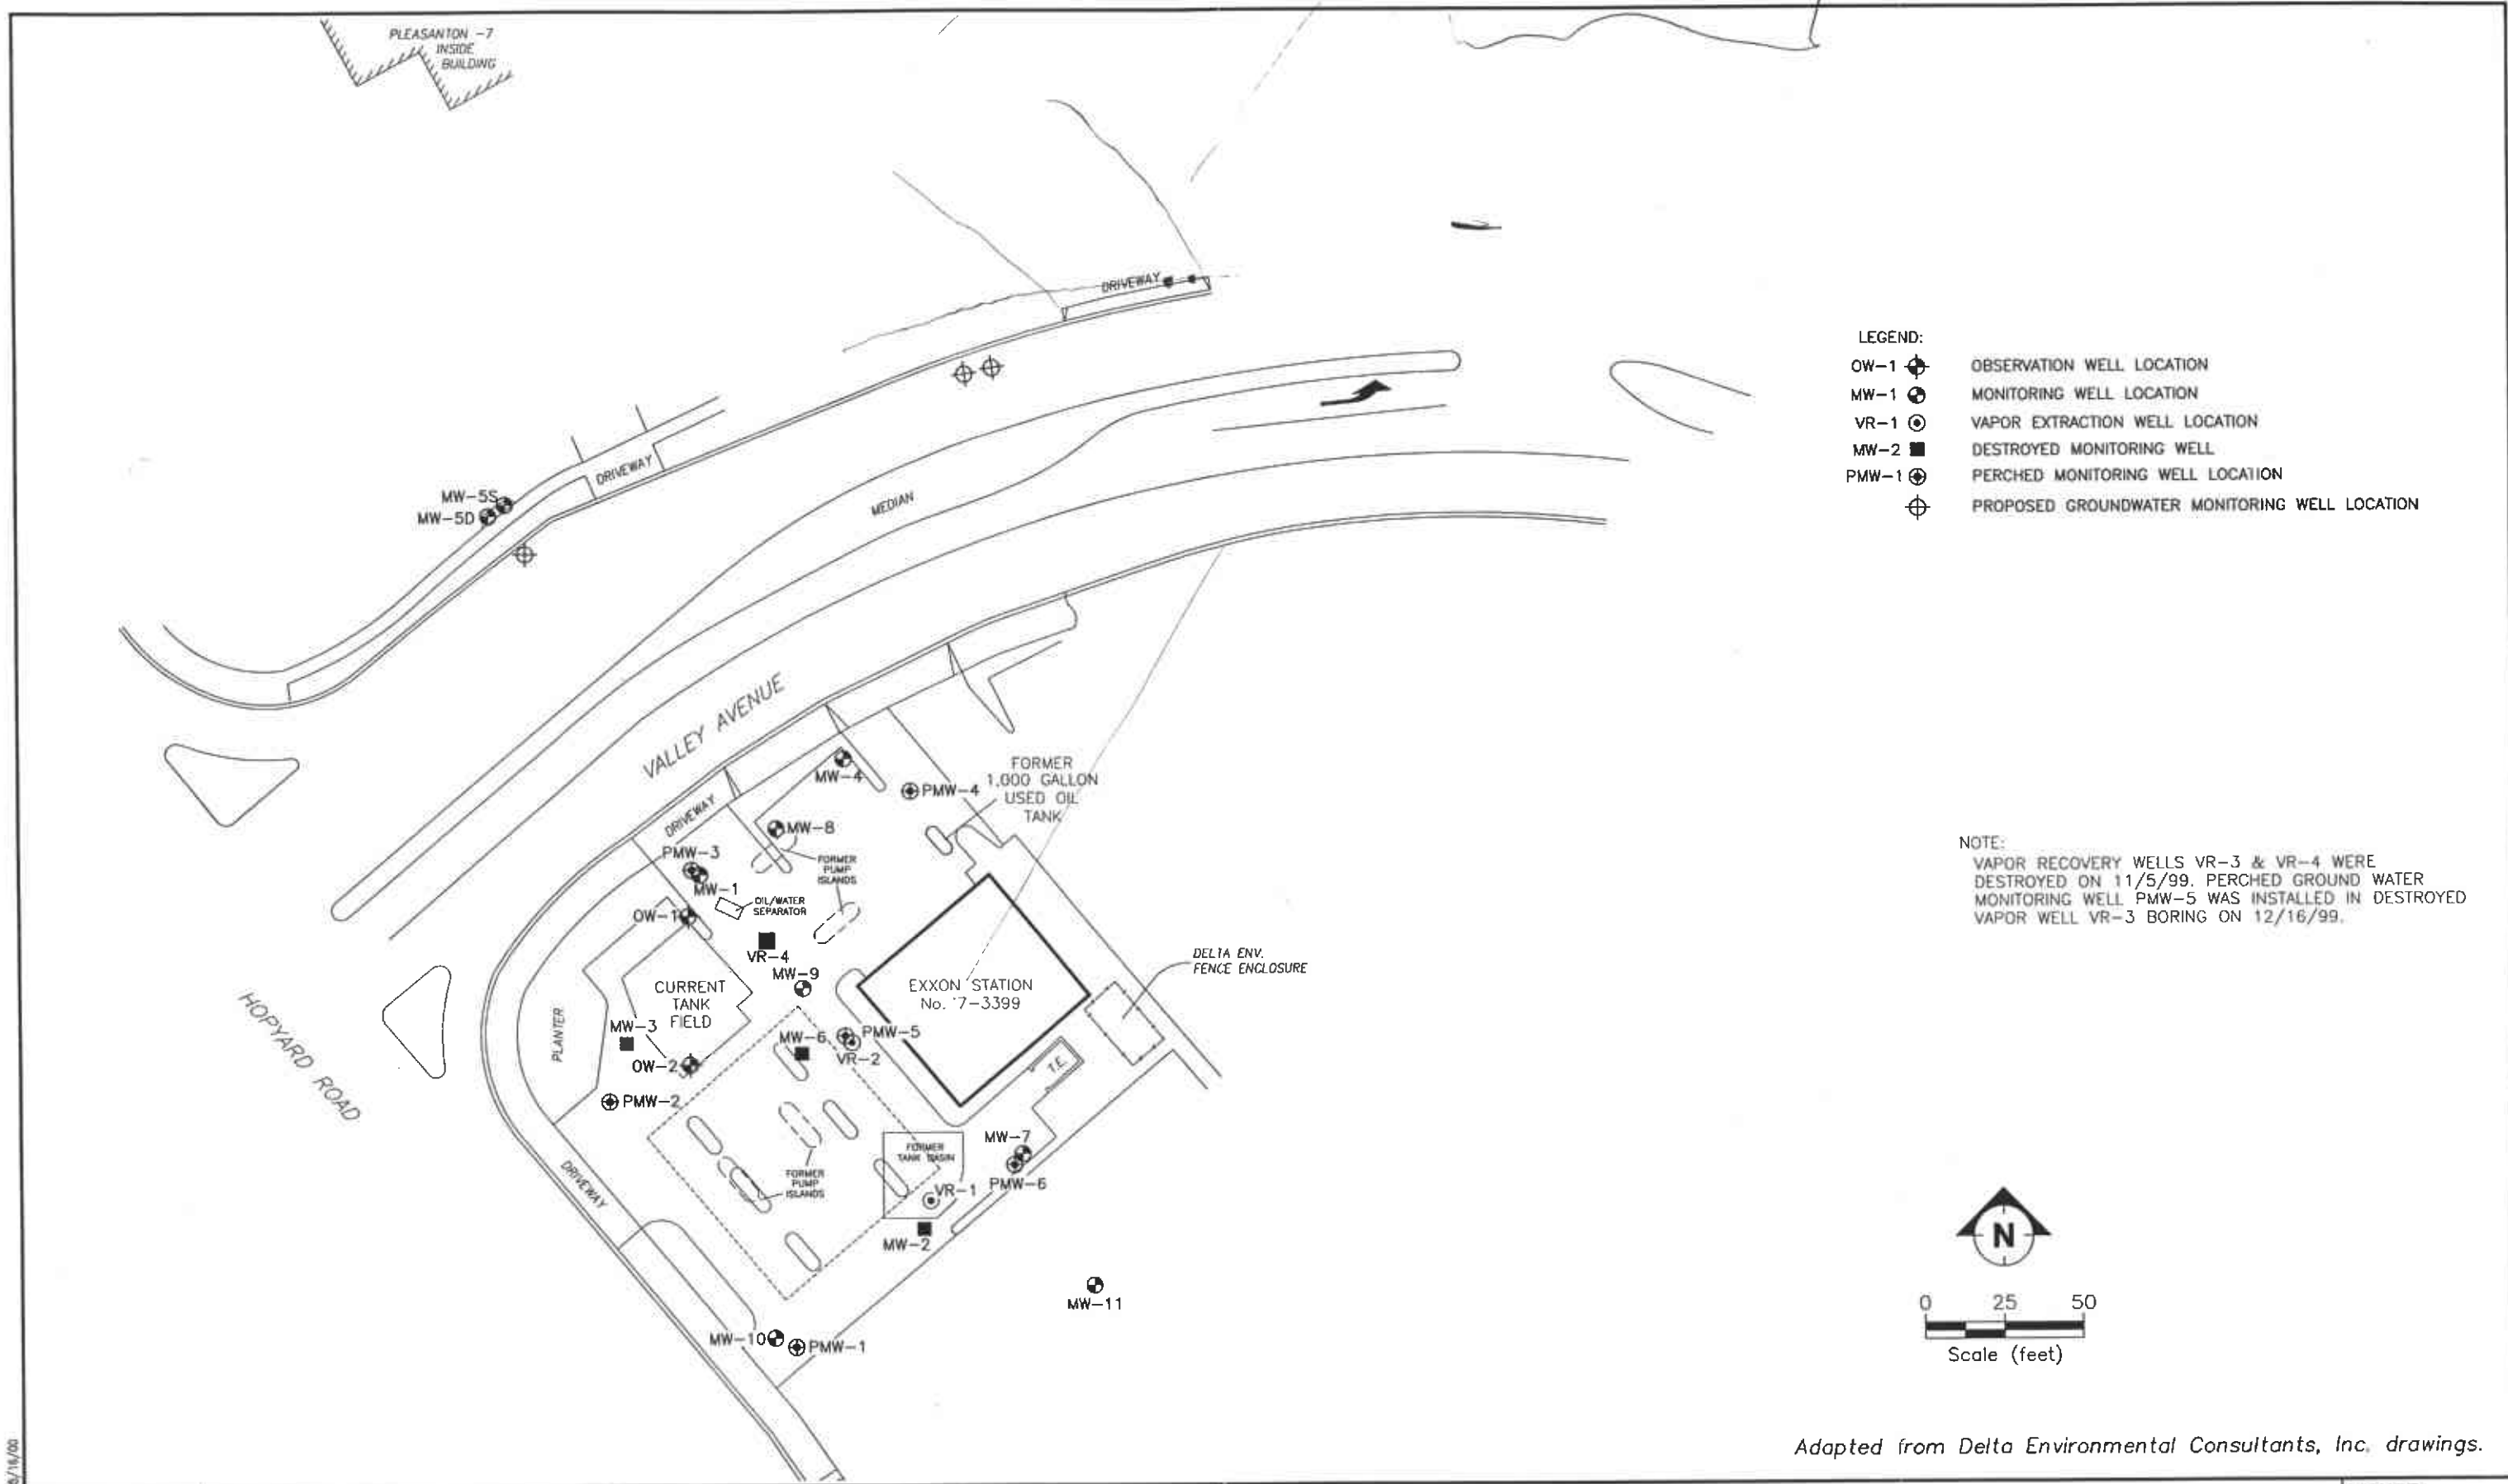 PLEASANTON -7
INSIDE
BUILDING
DRIVEWAY
LEGEND:
OW-1 OBSERVATION WELL LOCATION
MW-1 MONITORING WELL LOCATION
VR-1 VAPOR EXTRACTION WELL LOCATION
MW-2 DESTROYED MONITORING WELL
PMW-1 PERCHED MONITORING WELL LOCATION
PROPOSED GROUNDWATER MONITORING WELL LOCATION
DRIVEWAY
MW-5S
MW-5D
MEDIAN
VALLEY AVENUE
MW-4
PMW-4
FORMER
1,000 GALLON
USED OIL
TANK
DRIVEWAY
MW-8
PMW-3
MW-1
FORMER
PUMP
ISLANDS
OIL/WATER
SEPARATOR
OW-1
VR-4
MW-9
NOTE:
VAPOR RECOVERY WELLS VR-3 & VR-4 WERE
DESTROYED ON 11/5/99. PERCHED GROUND WATER
MONITORING WELL PMW-5 WAS INSTALLED IN DESTROYED
VAPOR WELL VR-3 BORING ON 12/16/99.
DELTA ENV.
FENCE ENCLOSURE
EXXON STATION
No. 7-3399
CURRENT
TANK
FIELD
HOPYARD ROAD
PLANTER
MW-3
MW-6
PMW-5
VR-2
OW-2
T.E.
PMW-2
MW-7
FORMER
TANK BASIN
PMW-6
FORMER
PUMP
ISLANDS
VR-1
DRIVEWAY
MW-2
MW-11
MW-10
PMW-1
N
0 25 50
Scale (feet)
Adapted from Delta Environmental Consultants, Inc. drawings.
5/16/00